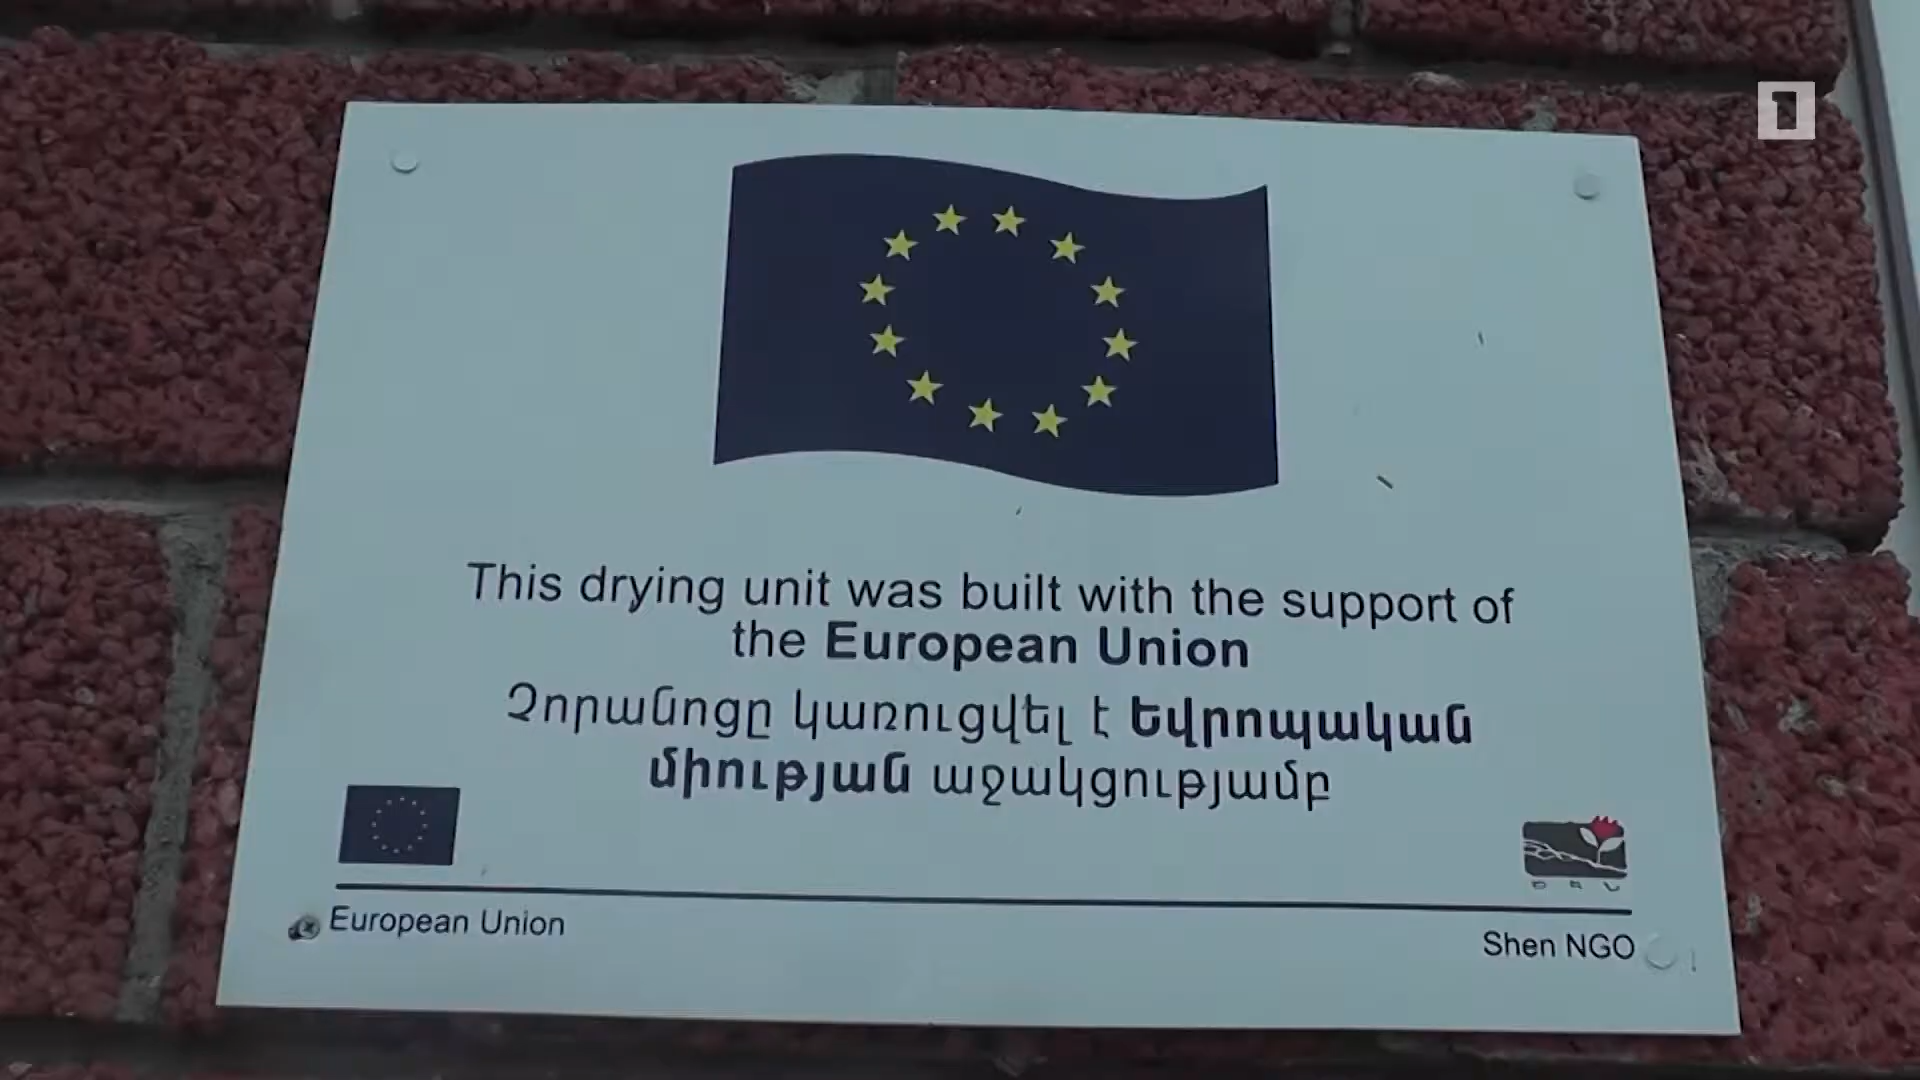 1
This drying unit was built with the support of
the European Union
Չորանոցը կառուցվել է Եվրոպական
միության աջակցությամբ
ՇԵՆ
European Union
Shen NGO